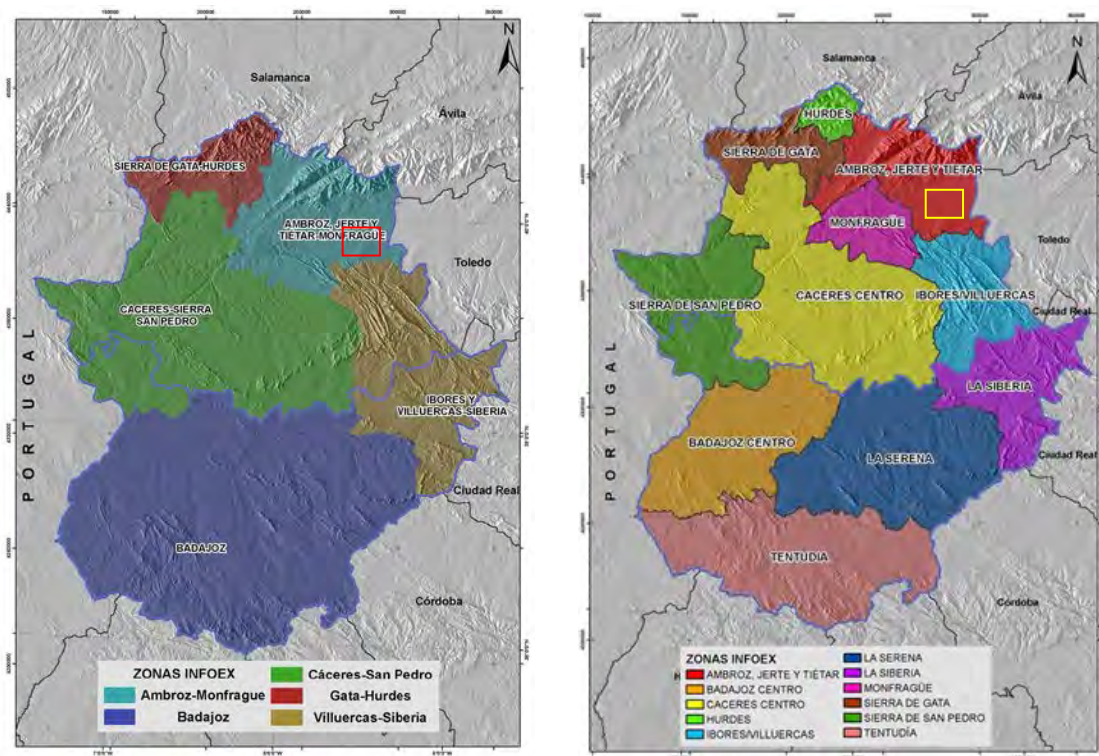 N
Salamanca
Ávila
SIERRA DE GATA-HURDES
AMBROZ, JERTE Y
TIETAR-MONFRAGÜE
Toledo
CACERES-SIERRA
SAN PEDRO
PORTUGAL
IBORES Y
VILLUERCAS-SIBERIA
Ciudad Real
BADAJOZ
Córdoba
ZONAS INFOEX
Ambroz-Monfrague
Badajoz
Cáceres-San Pedro
Gata-Hurdes
Villuercas-Siberia
N
Salamanca
Ávila
HURDES
SIERRA DE GATA
AMBROZ, JERTE Y TIETAR
MONFRAGÜE
Toledo
SIERRA DE SAN PEDRO
CACERES CENTRO
IBORES/VILLUERCAS
Ciudad Real
PORTUGAL
LA SIBERIA
BADAJOZ CENTRO
LA SERENA
Ciudad Real
TENTUDIA
Córdoba
ZONAS INFOEX
AMBROZ, JERTE Y TIÉTAR
BADAJOZ CENTRO
CACERES CENTRO
HURDES
IBORES/VILLUERCAS
LA SERENA
LA SIBERIA
MONFRAGÜE
SIERRA DE GATA
SIERRA DE SAN PEDRO
TENTUDÍA